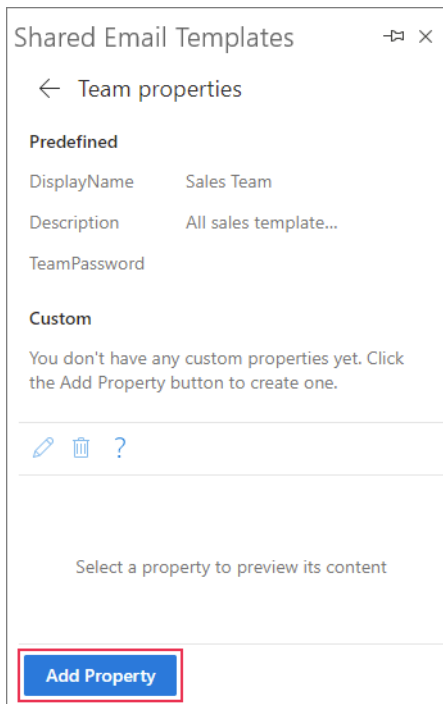 Shared Email Templates
Team properties
Predefined
DisplayName Sales Team
Description All sales template...
TeamPassword
Custom
You don't have any custom properties yet. Click
the Add Property button to create one.
?
Select a property to preview its content
Add Property